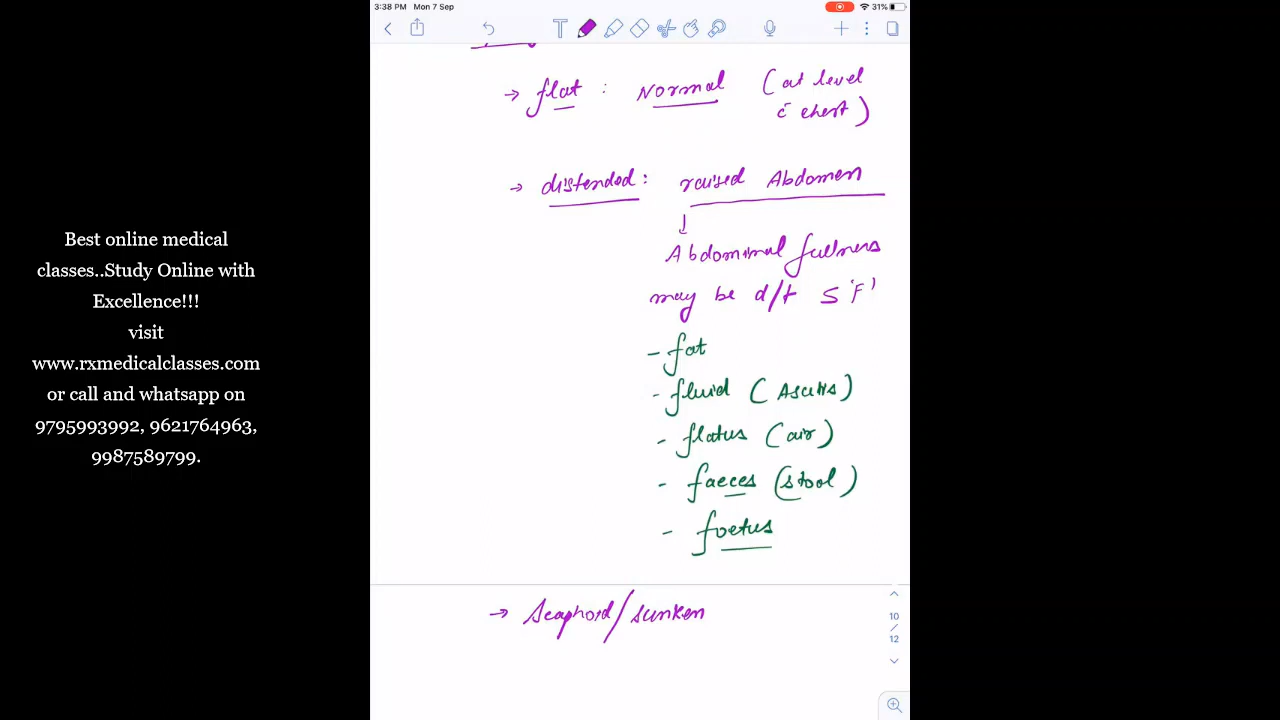 3:38 PM Mon 7 Sep
31%
→ flat : Normal (at level
c̄ chest)
→ distended : raised Abdomen
↓
Abdominal fullness
may be d/t 5 'F'
- fat
- fluid (Ascitis)
- flatus (air)
- faeces (stool)
- foetus
→ Scaphoid/sunken
10
/
12
Best online medical
classes..Study Online with
Excellence!!!
visit
www.rxmedicalclasses.com
or call and whatsapp on
9795993992, 9621764963,
9987589799.